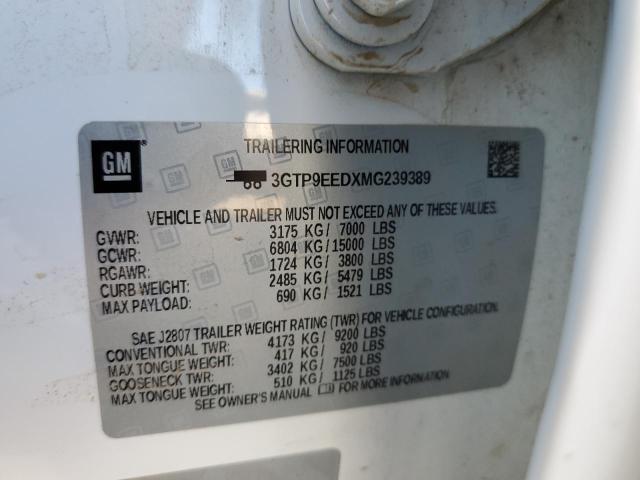 GM
TRAILERING INFORMATION
3GTP9EEDXMG239389
VEHICLE AND TRAILER MUST NOT EXCEED ANY OF THESE VALUES.
GVWR: 3175 KG/ 7000 LBS
GCWR: 6804 KG/15000 LBS
RGAWR: 1724 KG/ 3800 LBS
CURB WEIGHT: 2485 KG/ 5479 LBS
MAX PAYLOAD: 690 KG/ 1521 LBS
SAE J2807 TRAILER WEIGHT RATING (TWR) FOR VEHICLE CONFIGURATION.
CONVENTIONAL TWR: 4173 KG/ 9200 LBS
MAX TONGUE WEIGHT: 417 KG/ 920 LBS
GOOSENECK TWR: 3402 KG/ 7500 LBS
MAX TONGUE WEIGHT: 510 KG/ 1125 LBS
SEE OWNER'S MANUAL FOR MORE INFORMATION